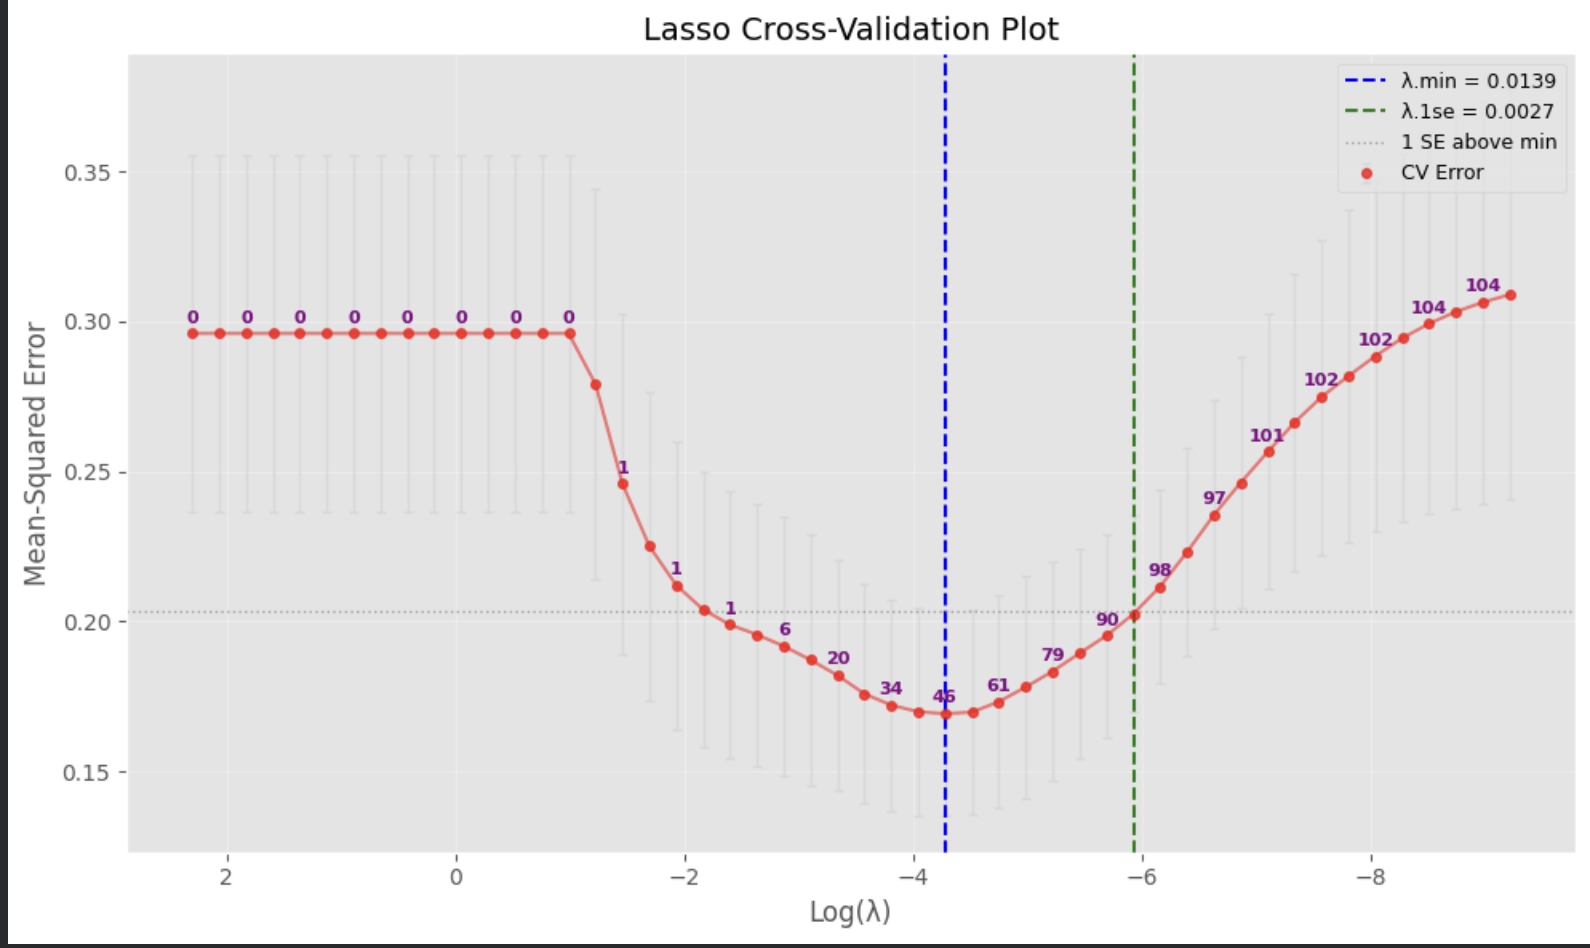 Lasso Cross-Validation Plot
λ.min = 0.0139
λ.1se = 0.0027
1 SE above min
CV Error
Mean-Squared Error
0.35
0.30
0.25
0.20
0.15
0 0 0 0 0 0 0 0 1 1 1 6 20 34 46 61 79 90 98 97 101 102 102 104 104
2 0 −2 −4 −6 −8
Log(λ)